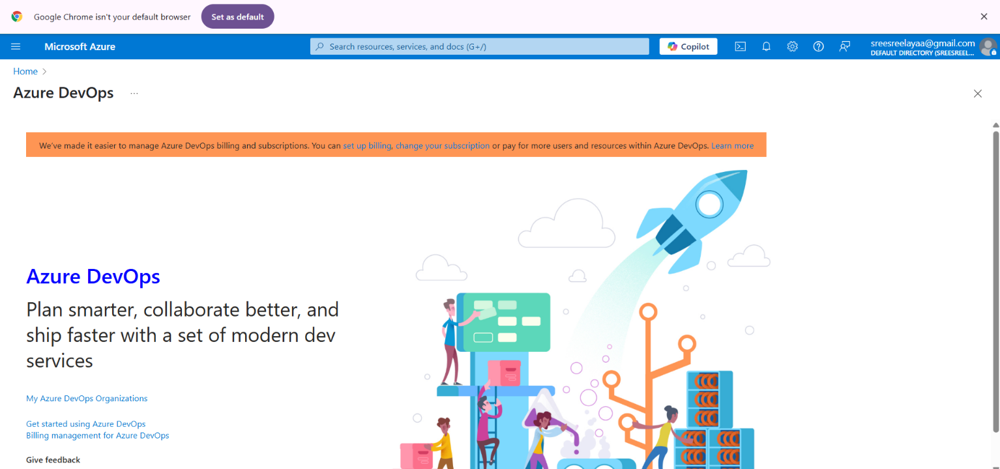 Google Chrome isn't your default browser
Set as default
Microsoft Azure
Search resources, services, and docs (G+/)
Copilot
sreesreelayaa@gmail.com
DEFAULT DIRECTORY (SREESREEL...
Home
Azure DevOps
...
We've made it easier to manage Azure DevOps billing and subscriptions. You can set up billing, change your subscription or pay for more users and resources within Azure DevOps. Learn more
Azure DevOps
Plan smarter, collaborate better, and
ship faster with a set of modern dev
services
My Azure DevOps Organizations
Get started using Azure DevOps
Billing management for Azure DevOps
Give feedback